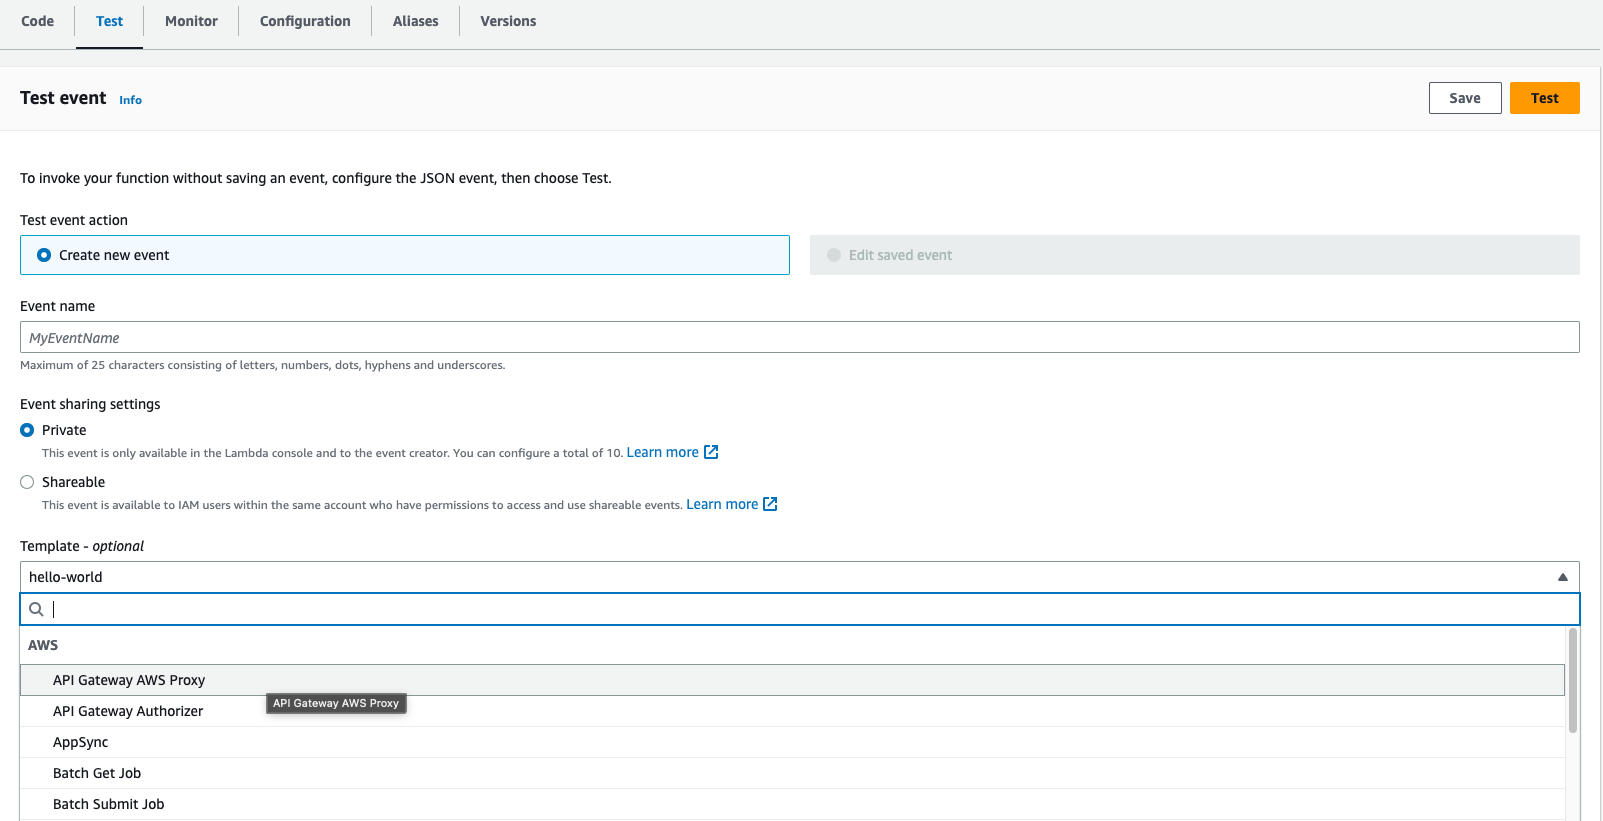 Code Test Monitor Configuration Aliases Versions
Test event Info Save Test
To invoke your function without saving an event, configure the JSON event, then choose Test.
Test event action
Create new event Edit saved event
Event name
MyEventName
Maximum of 25 characters consisting of letters, numbers, dots, hyphens and underscores.
Event sharing settings
Private
This event is only available in the Lambda console and to the event creator. You can configure a total of 10. Learn more
Shareable
This event is available to IAM users within the same account who have permissions to access and use shareable events. Learn more
Template - optional
hello-world
AWS
API Gateway AWS Proxy
API Gateway AWS Proxy
API Gateway Authorizer
AppSync
Batch Get Job
Batch Submit Job